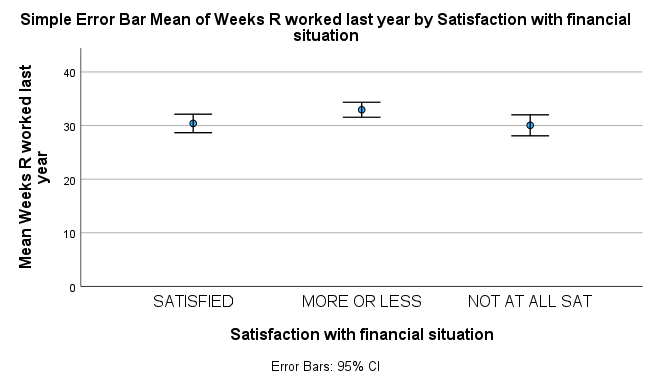 Simple Error Bar Mean of Weeks R worked last year by Satisfaction with financial
situation
Mean Weeks R worked last
year
40
30
20
10
0
SATISFIED
MORE OR LESS
NOT AT ALL SAT
Satisfaction with financial situation
Error Bars: 95% CI